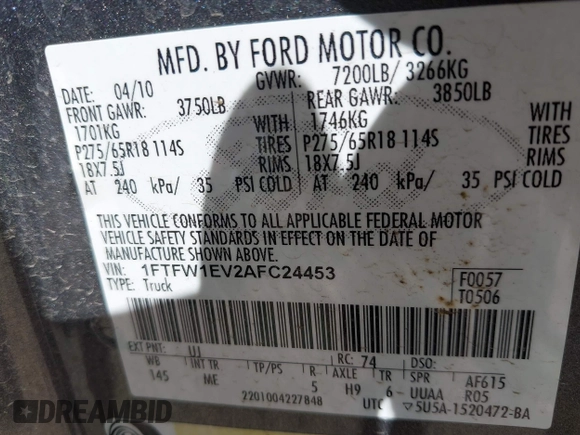 MFD. BY FORD MOTOR CO.
DATE: 04/10 GVWR: 7200LB/ 3266KG
FRONT GAWR: 3750LB REAR GAWR: 3850LB
1701KG WITH 1746KG WITH
P275/65R18 114S TIRES P275/65R18 114S TIRES
18X7.5J RIMS 18X7.5J RIMS
AT 240 kPa/ 35 PSI COLD AT 240 kPa/ 35 PSI COLD
THIS VEHICLE CONFORMS TO ALL APPLICABLE FEDERAL MOTOR
VEHICLE SAFETY STANDARDS IN EFFECT ON THE DATE OF
MANUFACTURE SHOWN ABOVE.
VIN: 1FTFW1EV2AFC24453 F0057
TYPE: Truck T0506
EXT PNT: UJ RC: 74 DSO:
WB INT TR TP/PS R AXLE TR SPR AF615
145 ME 5 H9 6 UUAA R05
2201004227848 UTC 5U5A-1520472-BA
DREAMBID